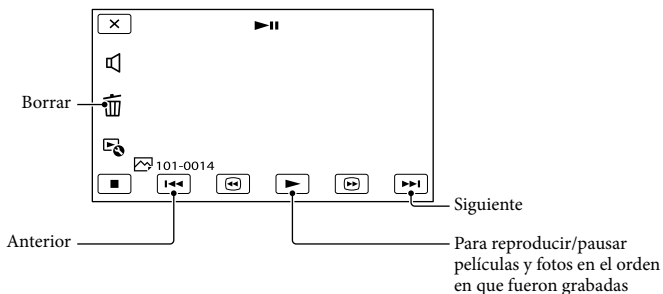 Borrar
101-0014
Anterior
Siguiente
Para reproducir/pausar
películas y fotos en el orden
en que fueron grabadas